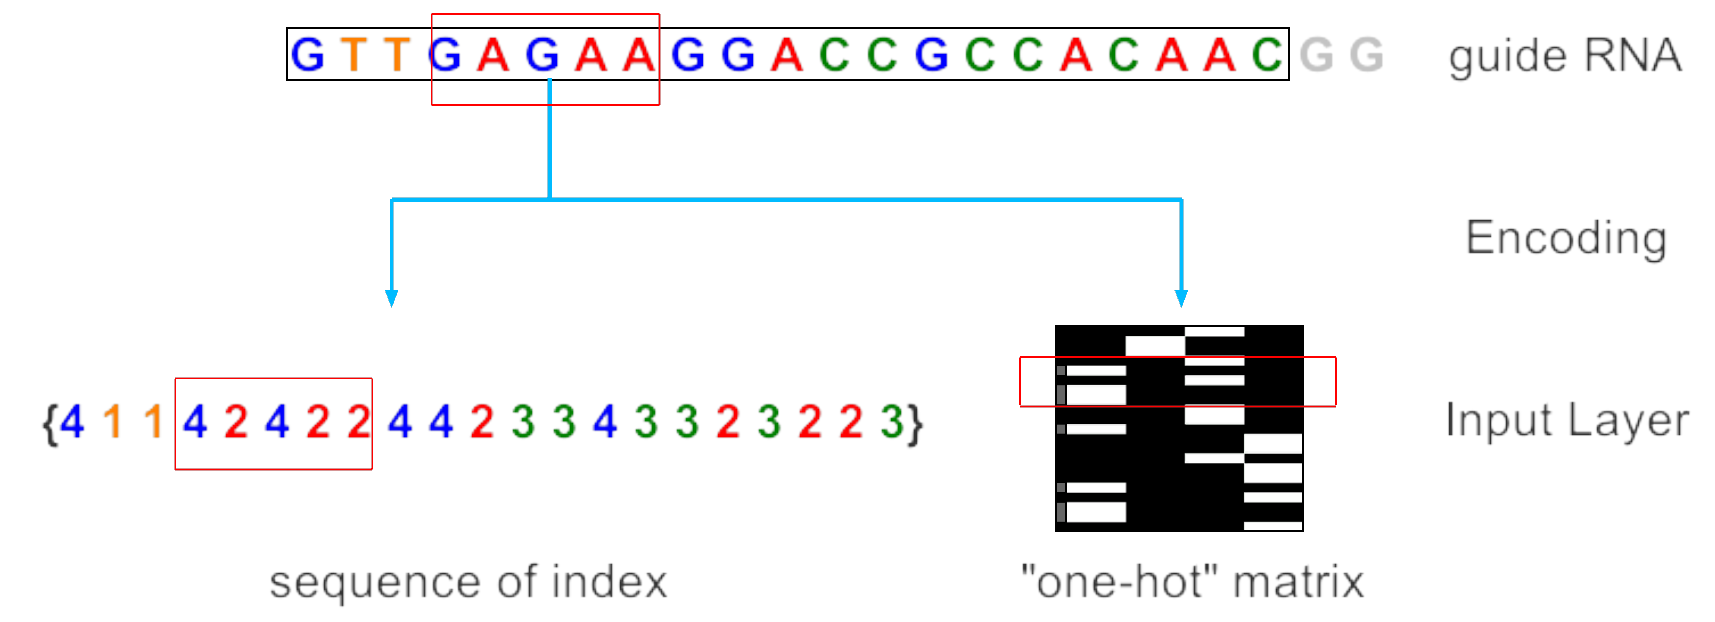 G T T G A G A A G G A C C G C C A C A A C G G guide RNA
Encoding
{4 1 1 4 2 4 2 2 4 4 2 3 3 4 3 3 2 3 2 2 3} Input Layer
sequence of index "one-hot" matrix